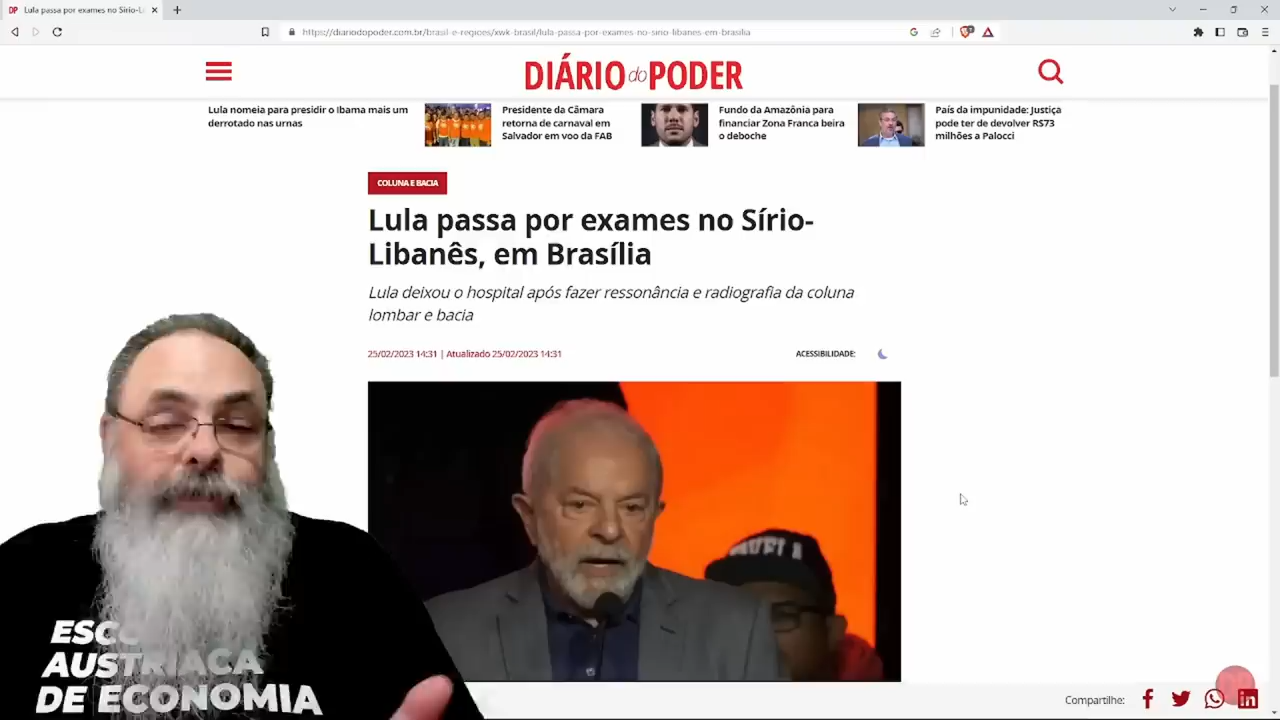 Lula passa por exames no Sírio-L
https://diariodopoder.com.br/brasil-e-regioes/xwk-brasil/lula-passa-por-exames-no-sirio-libanes-em-brasilia
DIÁRIO do PODER
Lula nomeia para presidir o Ibama mais um
derrotado nas urnas
Presidente da Câmara
retorna de carnaval em
Salvador em voo da FAB
Fundo da Amazônia para
financiar Zona Franca beira
o deboche
País da impunidade: Justiça
pode ter de devolver R$73
milhões a Palocci
COLUNA E BACIA
Lula passa por exames no Sírio-
Libanês, em Brasília
Lula deixou o hospital após fazer ressonância e radiografia da coluna
lombar e bacia
25/02/2023 14:31 | Atualizado 25/02/2023 14:31
ACESSIBILIDADE:
ESCO
AUSTRIACA
DE ECONOMIA
Compartilhe: